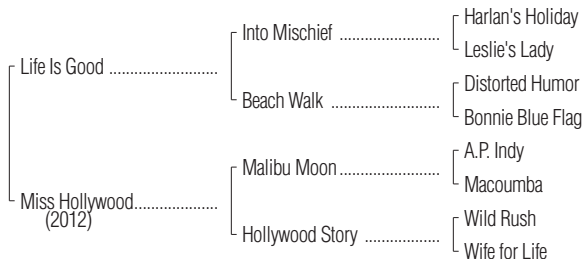 Harlan's Holiday
Into Mischief ....................
Leslie's Lady
Life Is Good ......................
Distorted Humor
Beach Walk ......................
Bonnie Blue Flag
A.P. Indy
Malibu Moon ....................
Macoumba
Miss Hollywood.................
(2012)
Wild Rush
Hollywood Story ...............
Wife for Life